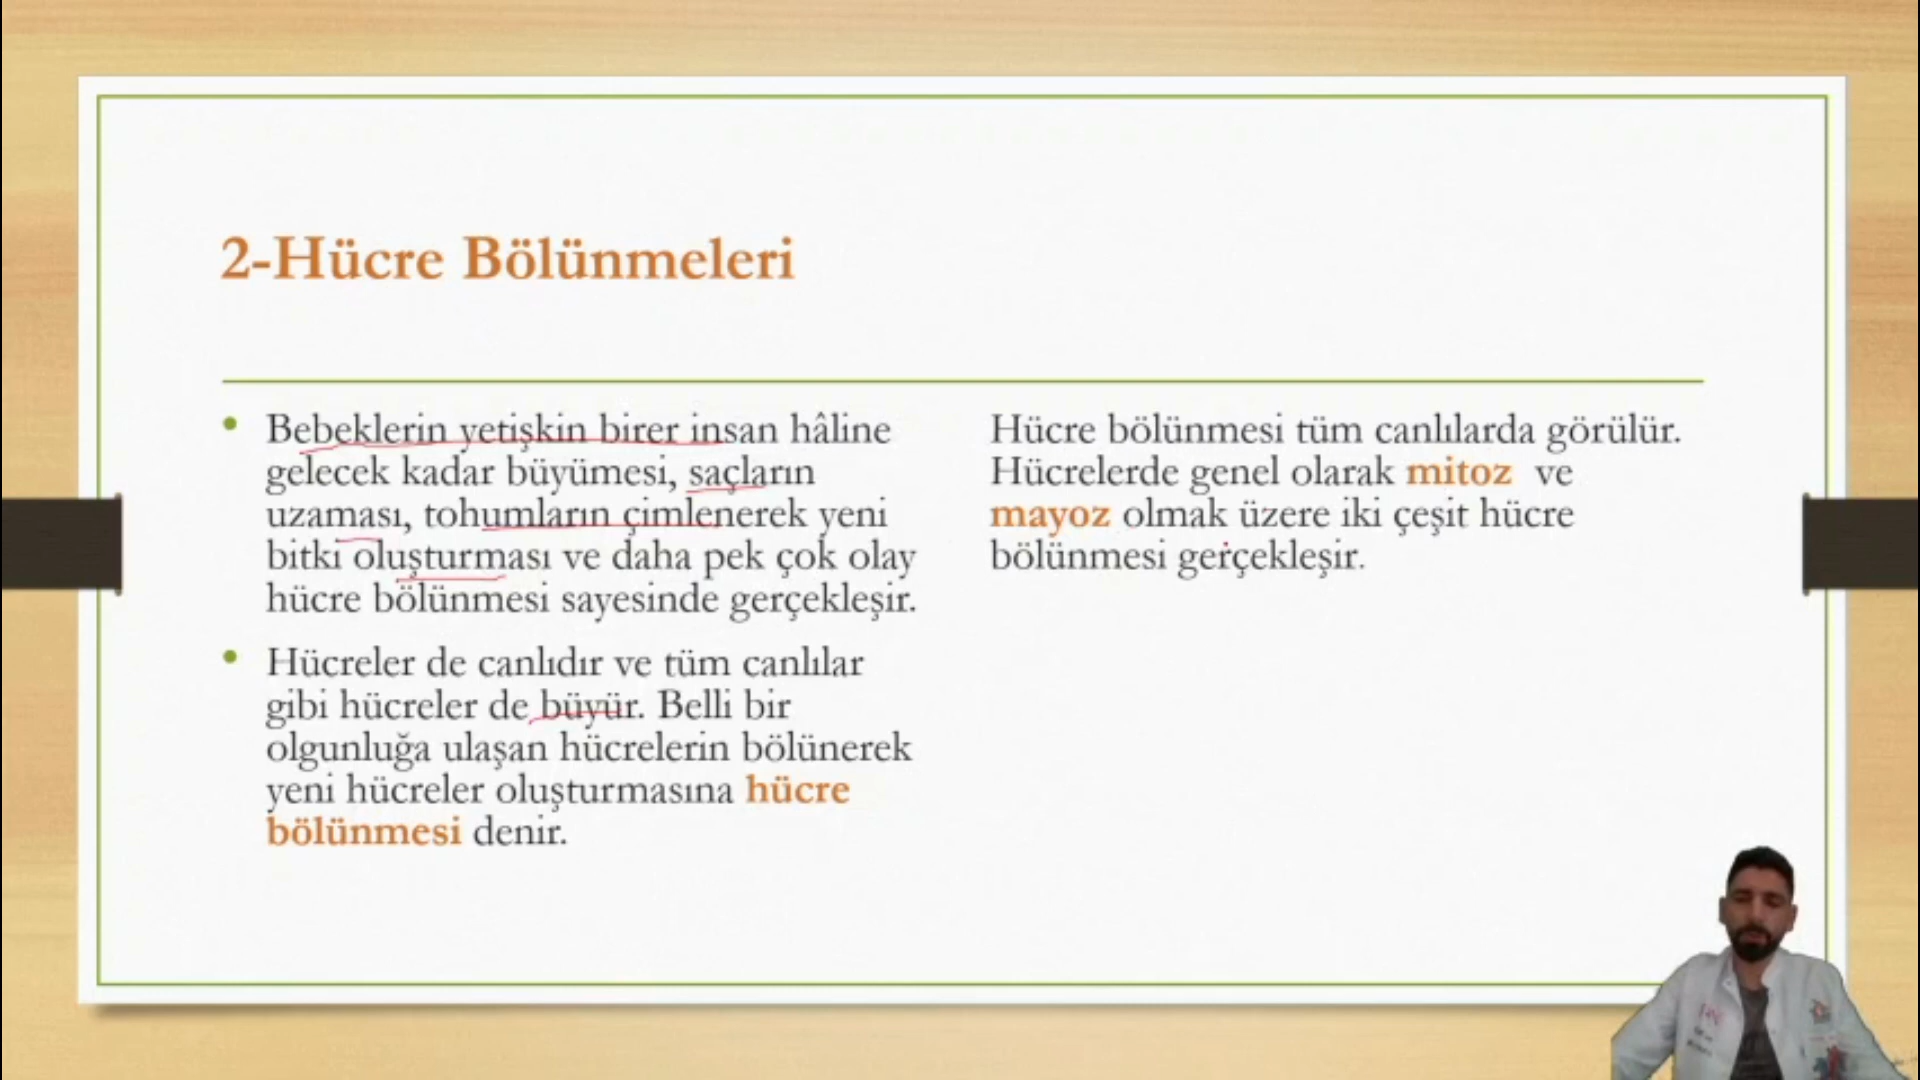 2-Hücre Bölünmeleri
Bebeklerin yetişkin birer insan hâline
gelecek kadar büyümesi, saçların
uzaması, tohumların çimlenerek yeni
bitki oluşturması ve daha pek çok olay
hücre bölünmesi sayesinde gerçekleşir.
Hücreler de canlıdır ve tüm canlılar
gibi hücreler de büyür. Belli bir
olgunluğa ulaşan hücrelerin bölünerek
yeni hücreler oluşturmasına hücre
bölünmesi denir.
Hücre bölünmesi tüm canlılarda görülür.
Hücrelerde genel olarak mitoz ve
mayoz olmak üzere iki çeşit hücre
bölünmesi gerçekleşir.